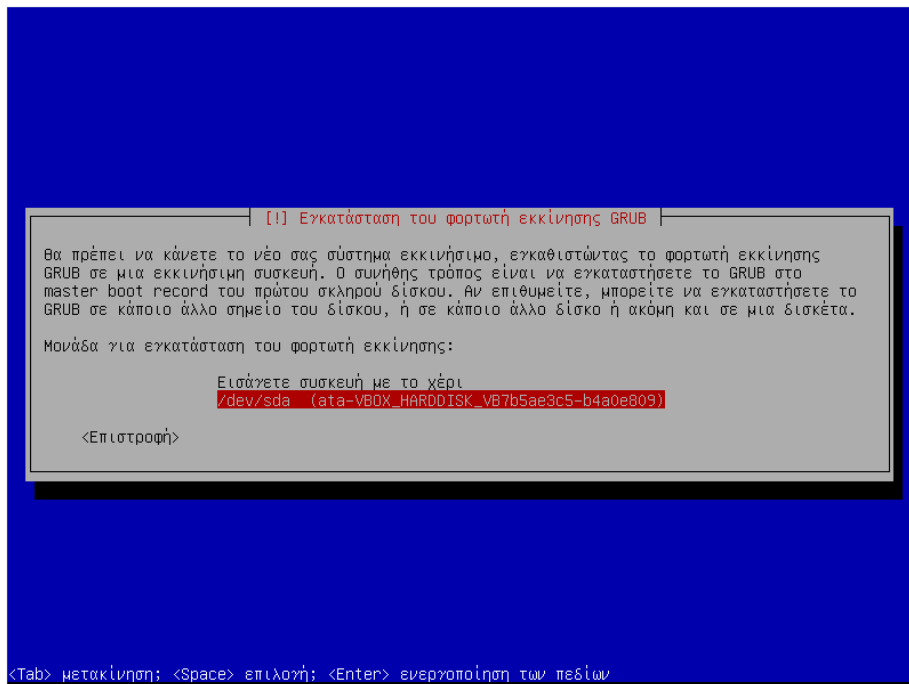 [!] Εγκατάσταση του φορτωτή εκκίνησης GRUB
Θα πρέπει να κάνετε το νέο σας σύστημα εκκινήσιμο, εγκαθιστώντας το φορτωτή εκκίνησης
GRUB σε μια εκκινήσιμη συσκευή. Ο συνήθης τρόπος είναι να εγκαταστήσετε το GRUB στο
master boot record του πρώτου σκληρού δίσκου. Αν επιθυμείτε, μπορείτε να εγκαταστήσετε το
GRUB σε κάποιο άλλο σημείο του δίσκου, ή σε κάποιο άλλο δίσκο ή ακόμη και σε μια δισκέτα.
Μονάδα για εγκατάσταση του φορτωτή εκκίνησης:
Εισάγετε συσκευή με το χέρι
/dev/sda (ata-VBOX_HARDDISK_VB7b5ae3c5-b4a0e809)
<Επιστροφή>
<Tab> μετακίνηση; <Space> επιλογή; <Enter> ενεργοποίηση των πεδίων